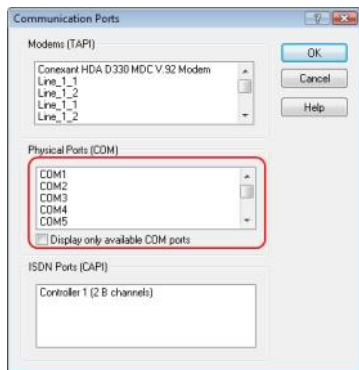 Communication Ports
Modems (TAPI)
Conexant HDA D330 MDC V.92 Modem
Line_1_1
Line_1_2
Line_1_1
Line_1_2
OK
Cancel
Help
Physical Ports (COM)
COM1
COM2
COM3
COM4
COM5
Display only available COM ports
ISDN Ports (CAPI)
Controller 1 (2 B channels)